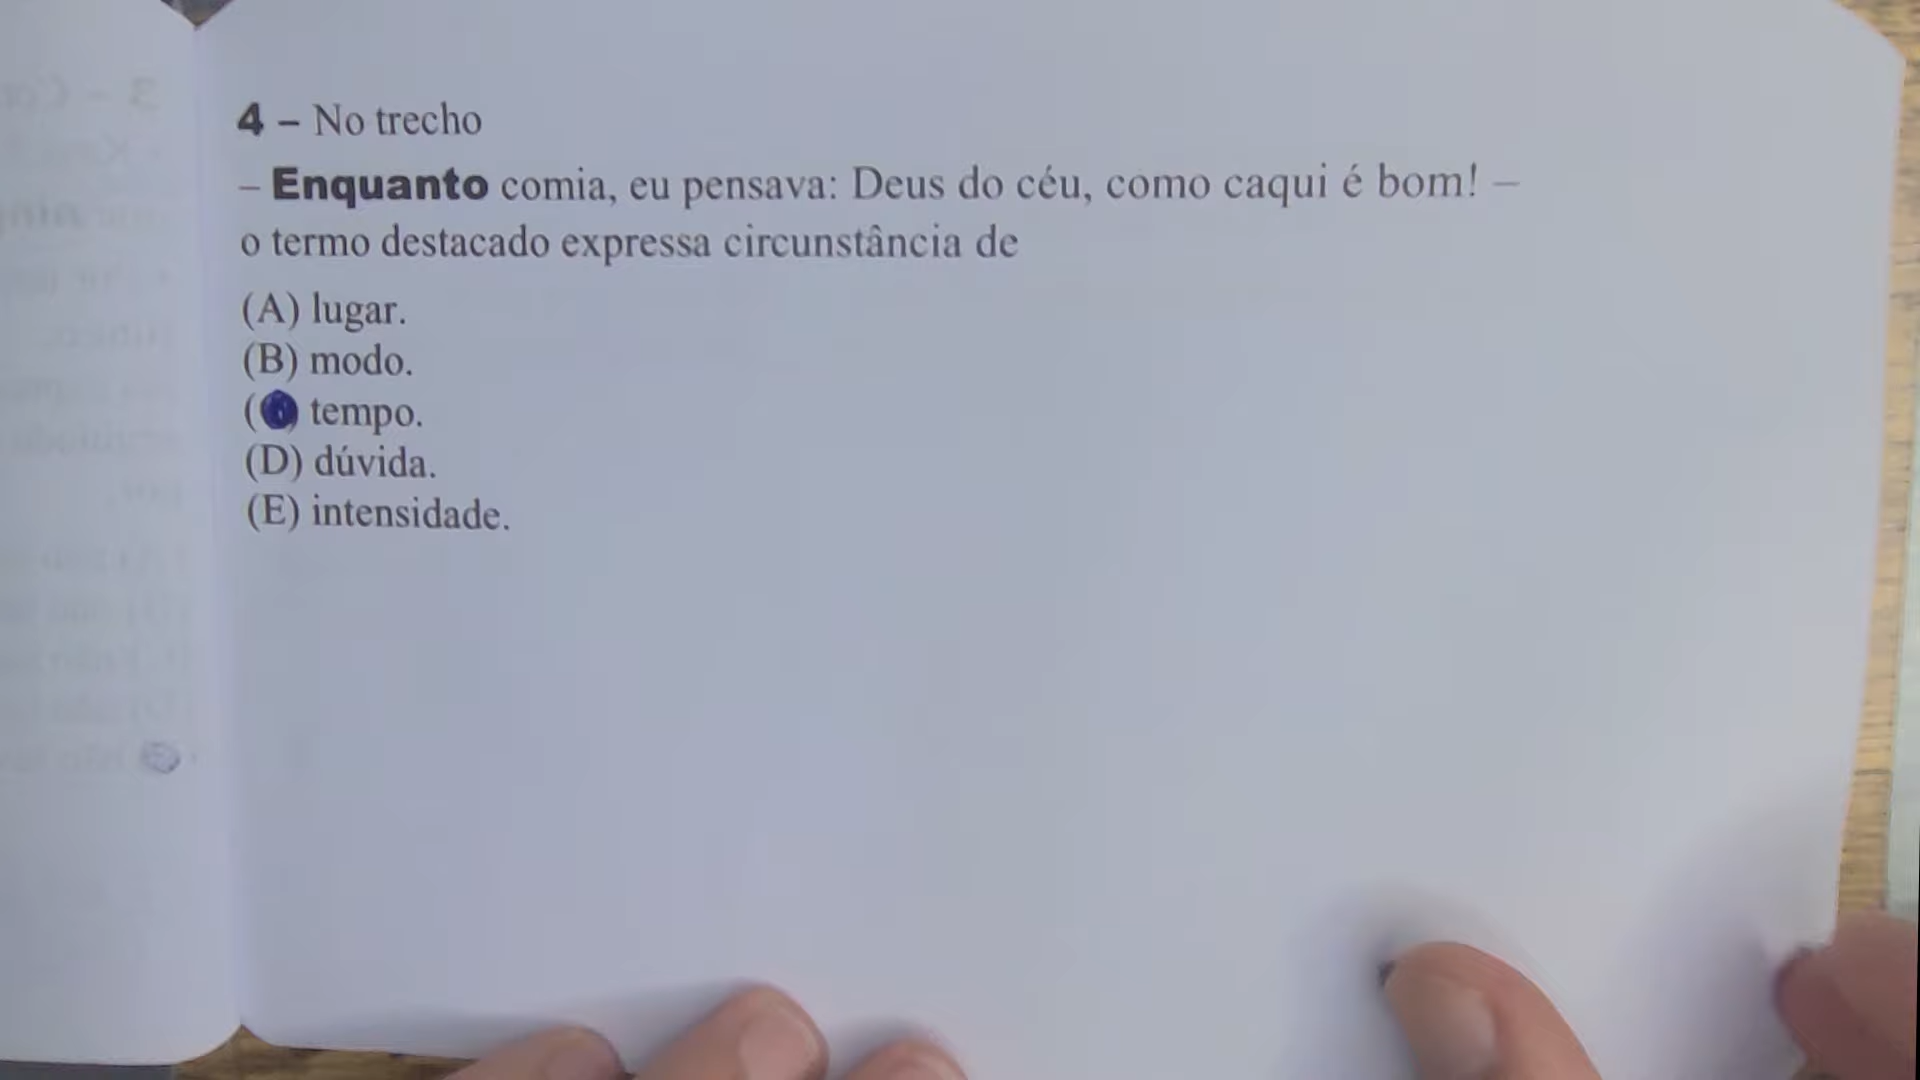 4 – No trecho
– Enquanto comia, eu pensava: Deus do céu, como caqui é bom! –
o termo destacado expressa circunstância de
(A) lugar.
(B) modo.
( tempo.
(D) dúvida.
(E) intensidade.